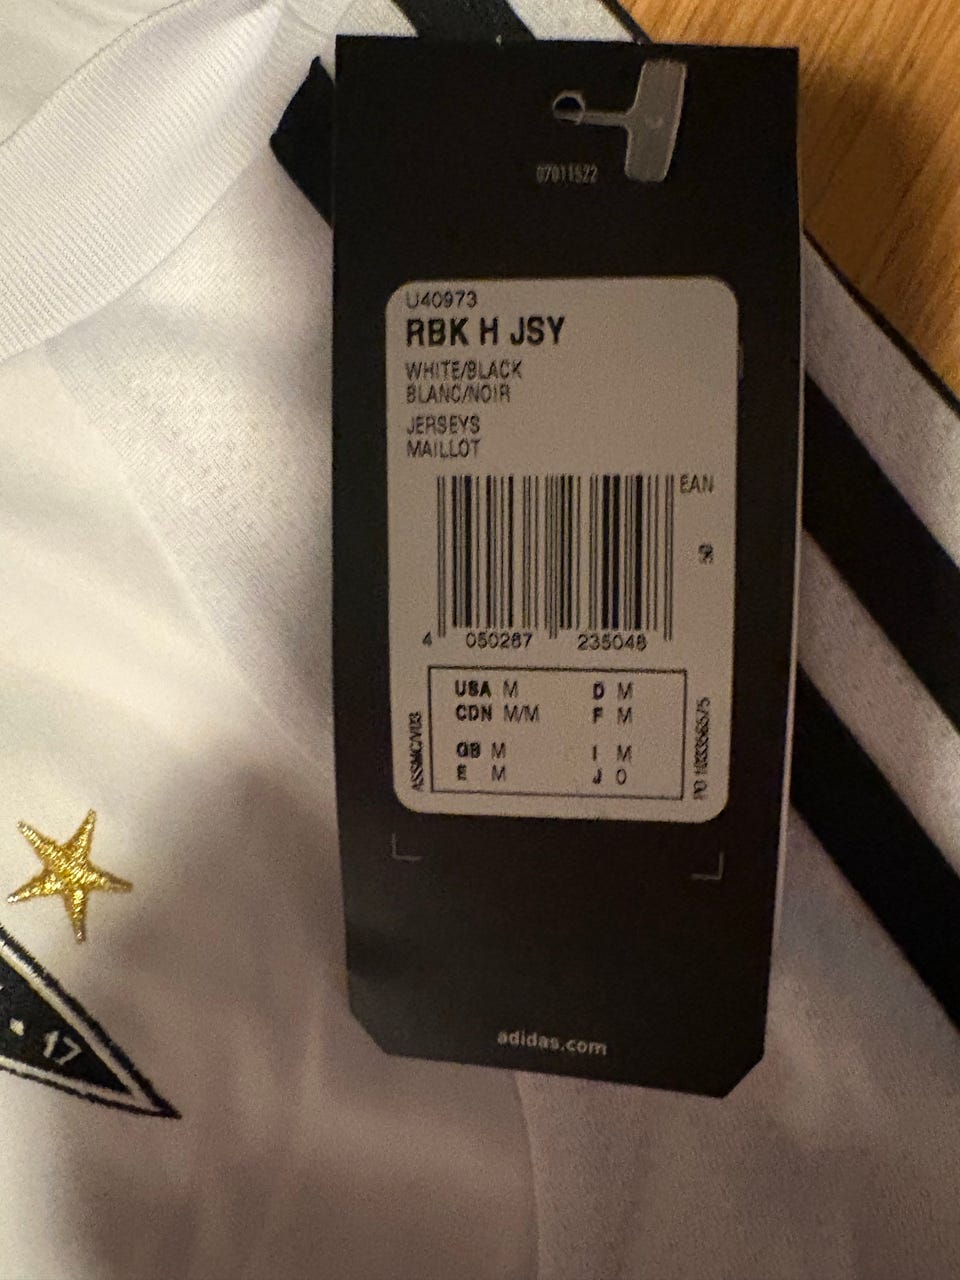 07011522
U40973
RBK H JSY
WHITE/BLACK
BLANC/NOIR
JERSEYS
MAILLOT
EAN
4 050267 235048
USA M D M
CDN M/M F M
GB M I M
E M J O
adidas.com
17